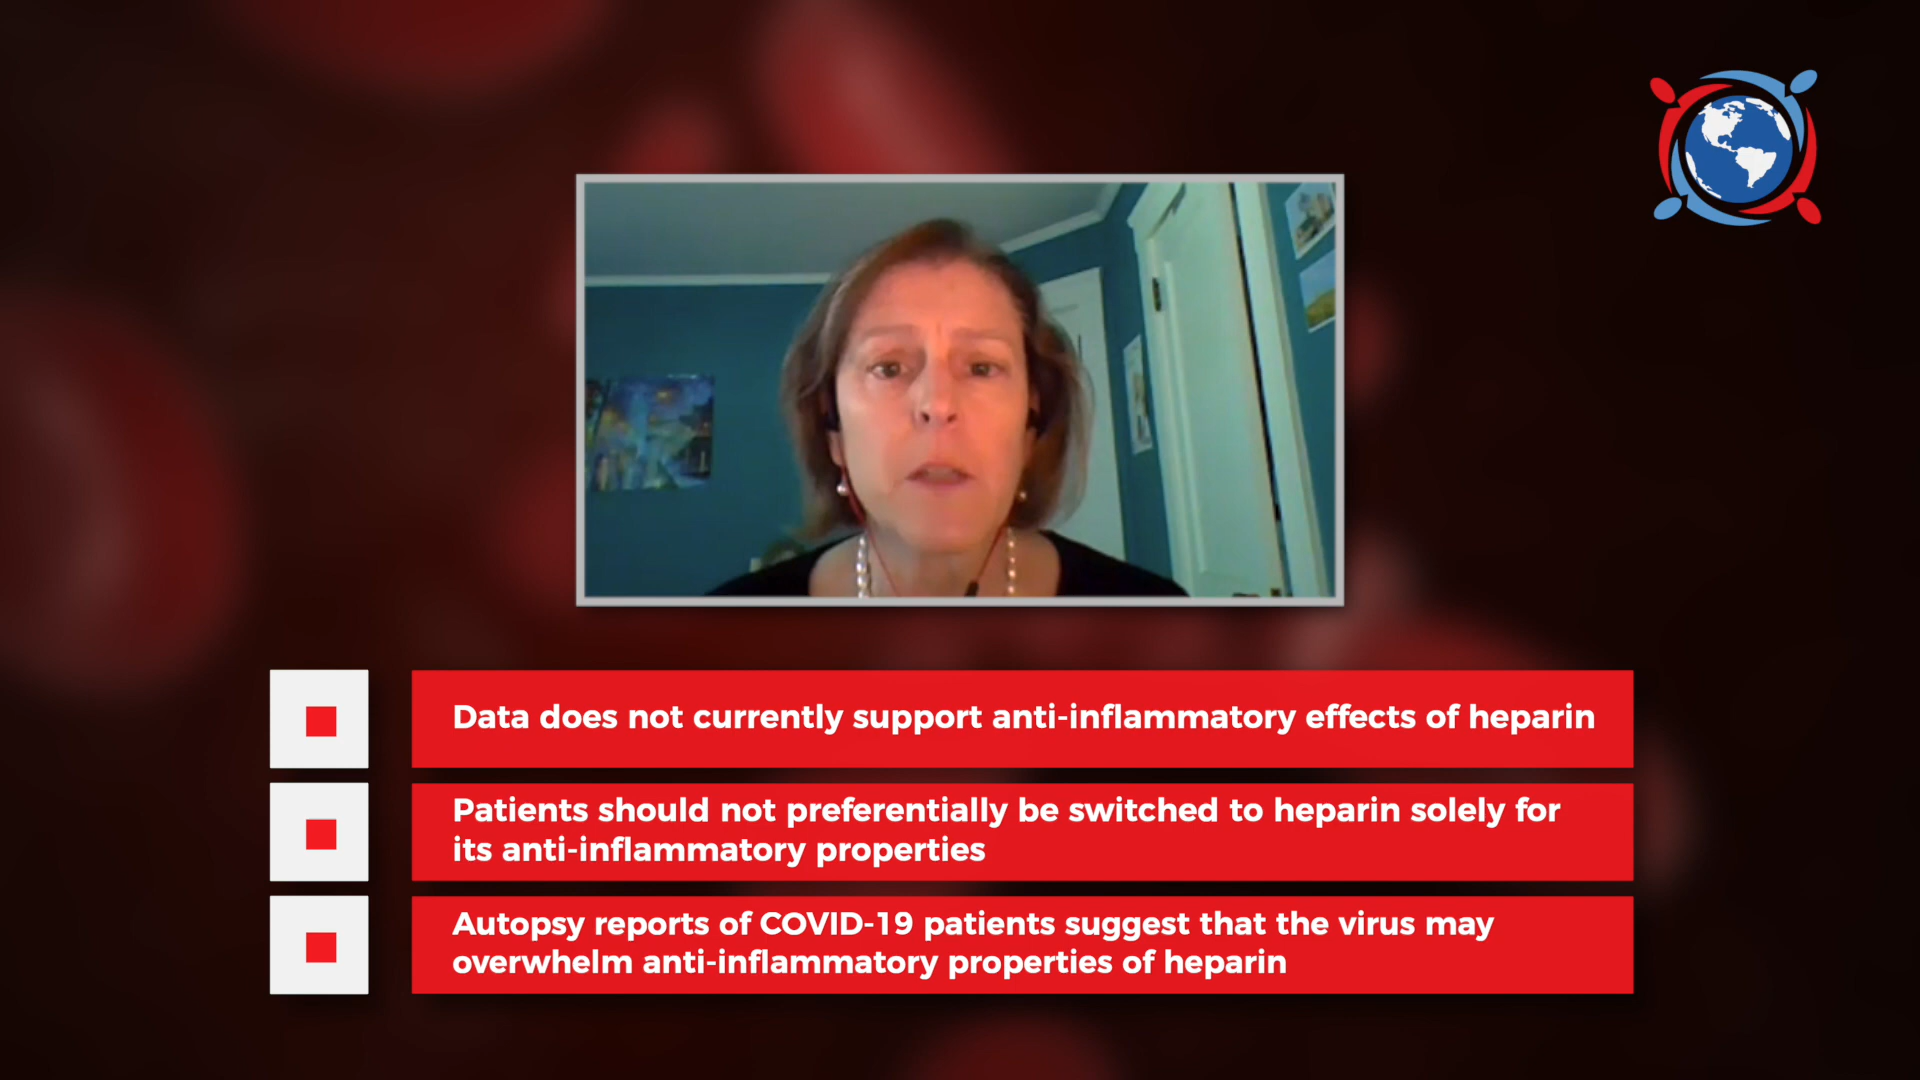 Data does not currently support anti-inflammatory effects of heparin
Patients should not preferentially be switched to heparin solely for
its anti-inflammatory properties
Autopsy reports of COVID-19 patients suggest that the virus may
overwhelm anti-inflammatory properties of heparin